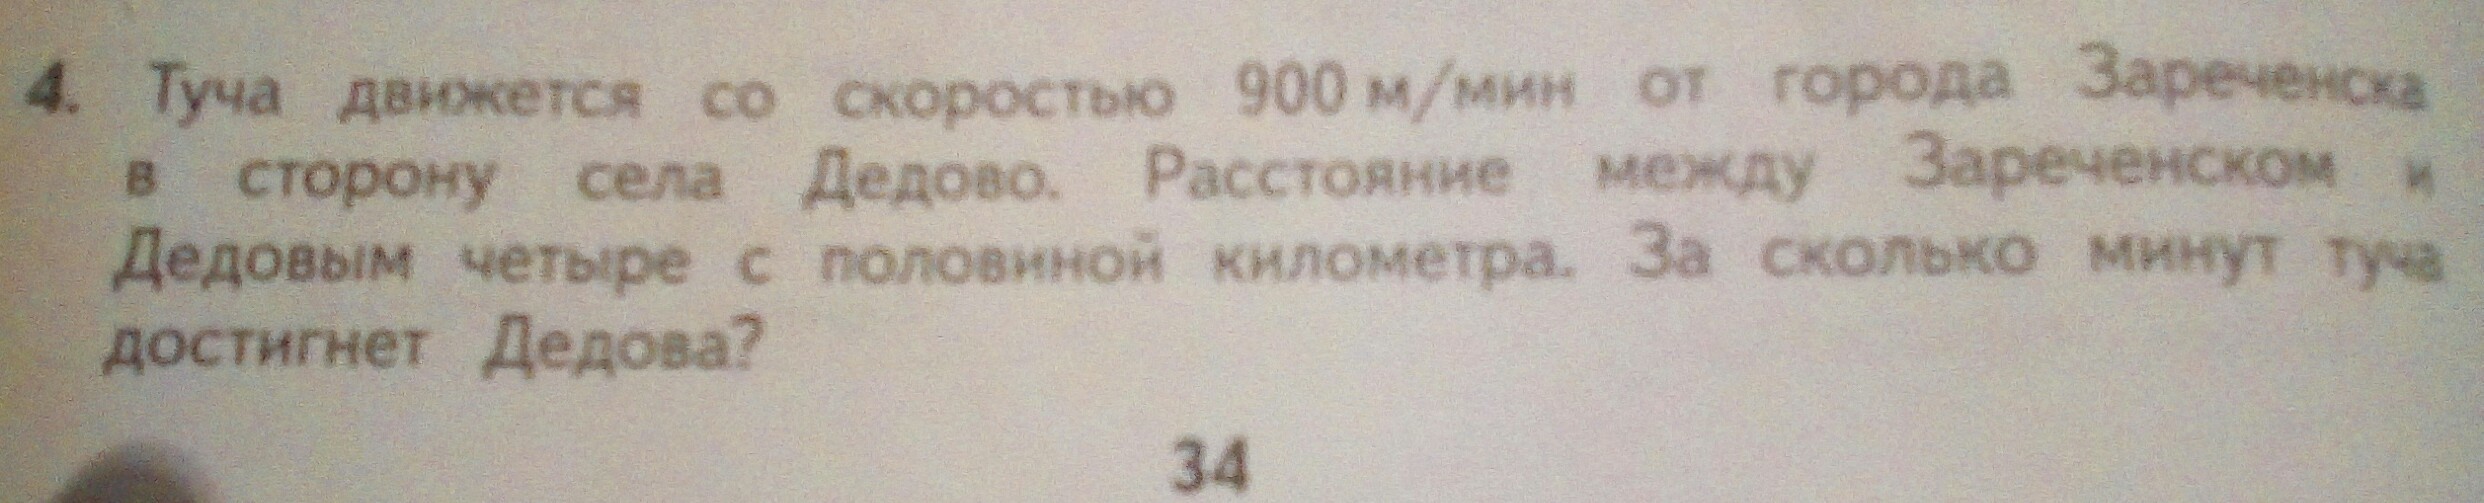 4. Туча движется со скоростью 900 м/мин от города Зареченска
в сторону села Дедово. Расстояние между Зареченском и
Дедовым четыре с половиной километра. За сколько минут туча
достигнет Дедова?
34